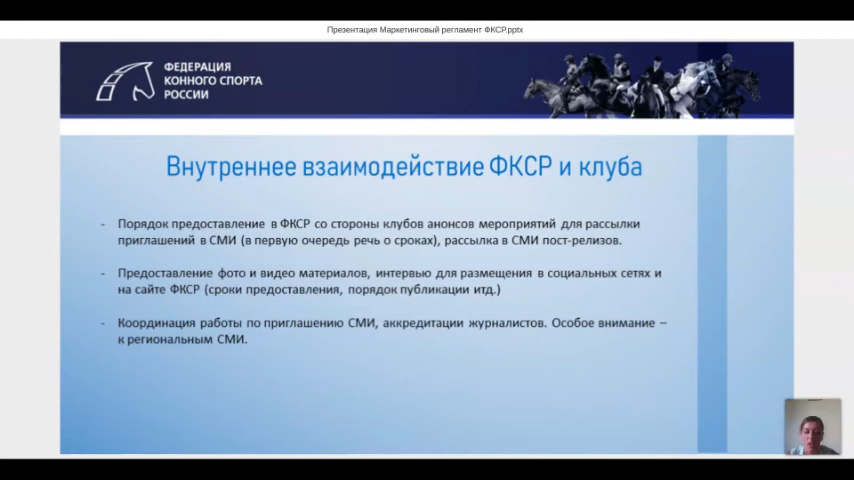 Презентация Маркетинговый регламент ФКСР.pptx
ФЕДЕРАЦИЯ
КОННОГО СПОРТА
РОССИИ
Внутреннее взаимодействие ФКСР и клуба
- Порядок предоставление в ФКСР со стороны клубов анонсов мероприятий для рассылки
приглашений в СМИ (в первую очередь речь о сроках), рассылка в СМИ пост-релизов.
- Предоставление фото и видео материалов, интервью для размещения в социальных сетях и
на сайте ФКСР (сроки предоставления, порядок публикации итд.)
- Координация работы по приглашению СМИ, аккредитации журналистов. Особое внимание –
к региональным СМИ.